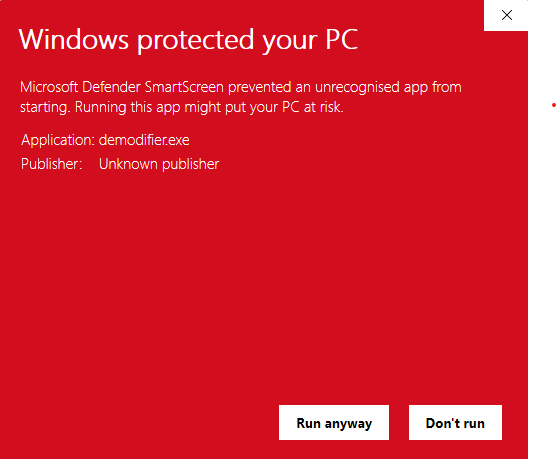 Windows protected your PC
Microsoft Defender SmartScreen prevented an unrecognised app from
starting. Running this app might put your PC at risk.
Application: demodifier.exe
Publisher: Unknown publisher
Run anyway
Don't run